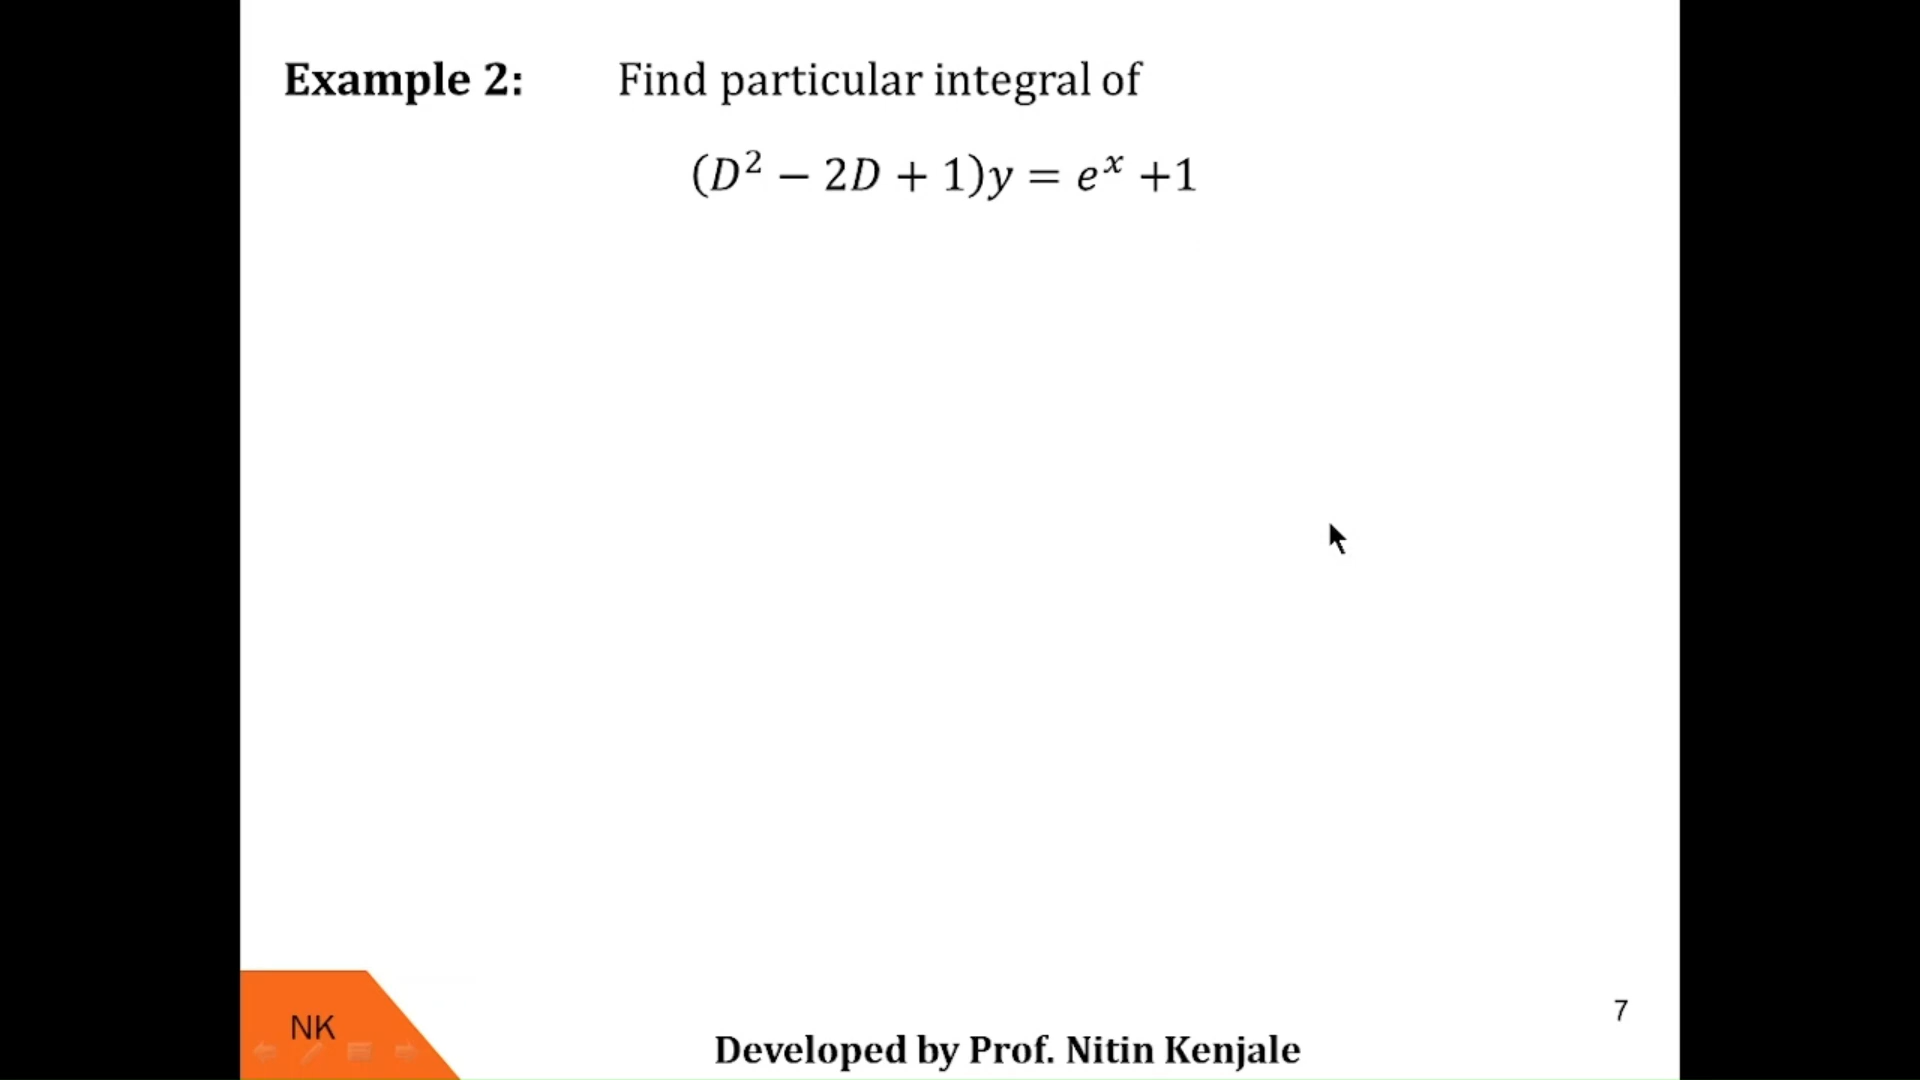 Example 2: Find particular integral of
(D² − 2D + 1)y = eˣ +1
NK
7
Developed by Prof. Nitin Kenjale